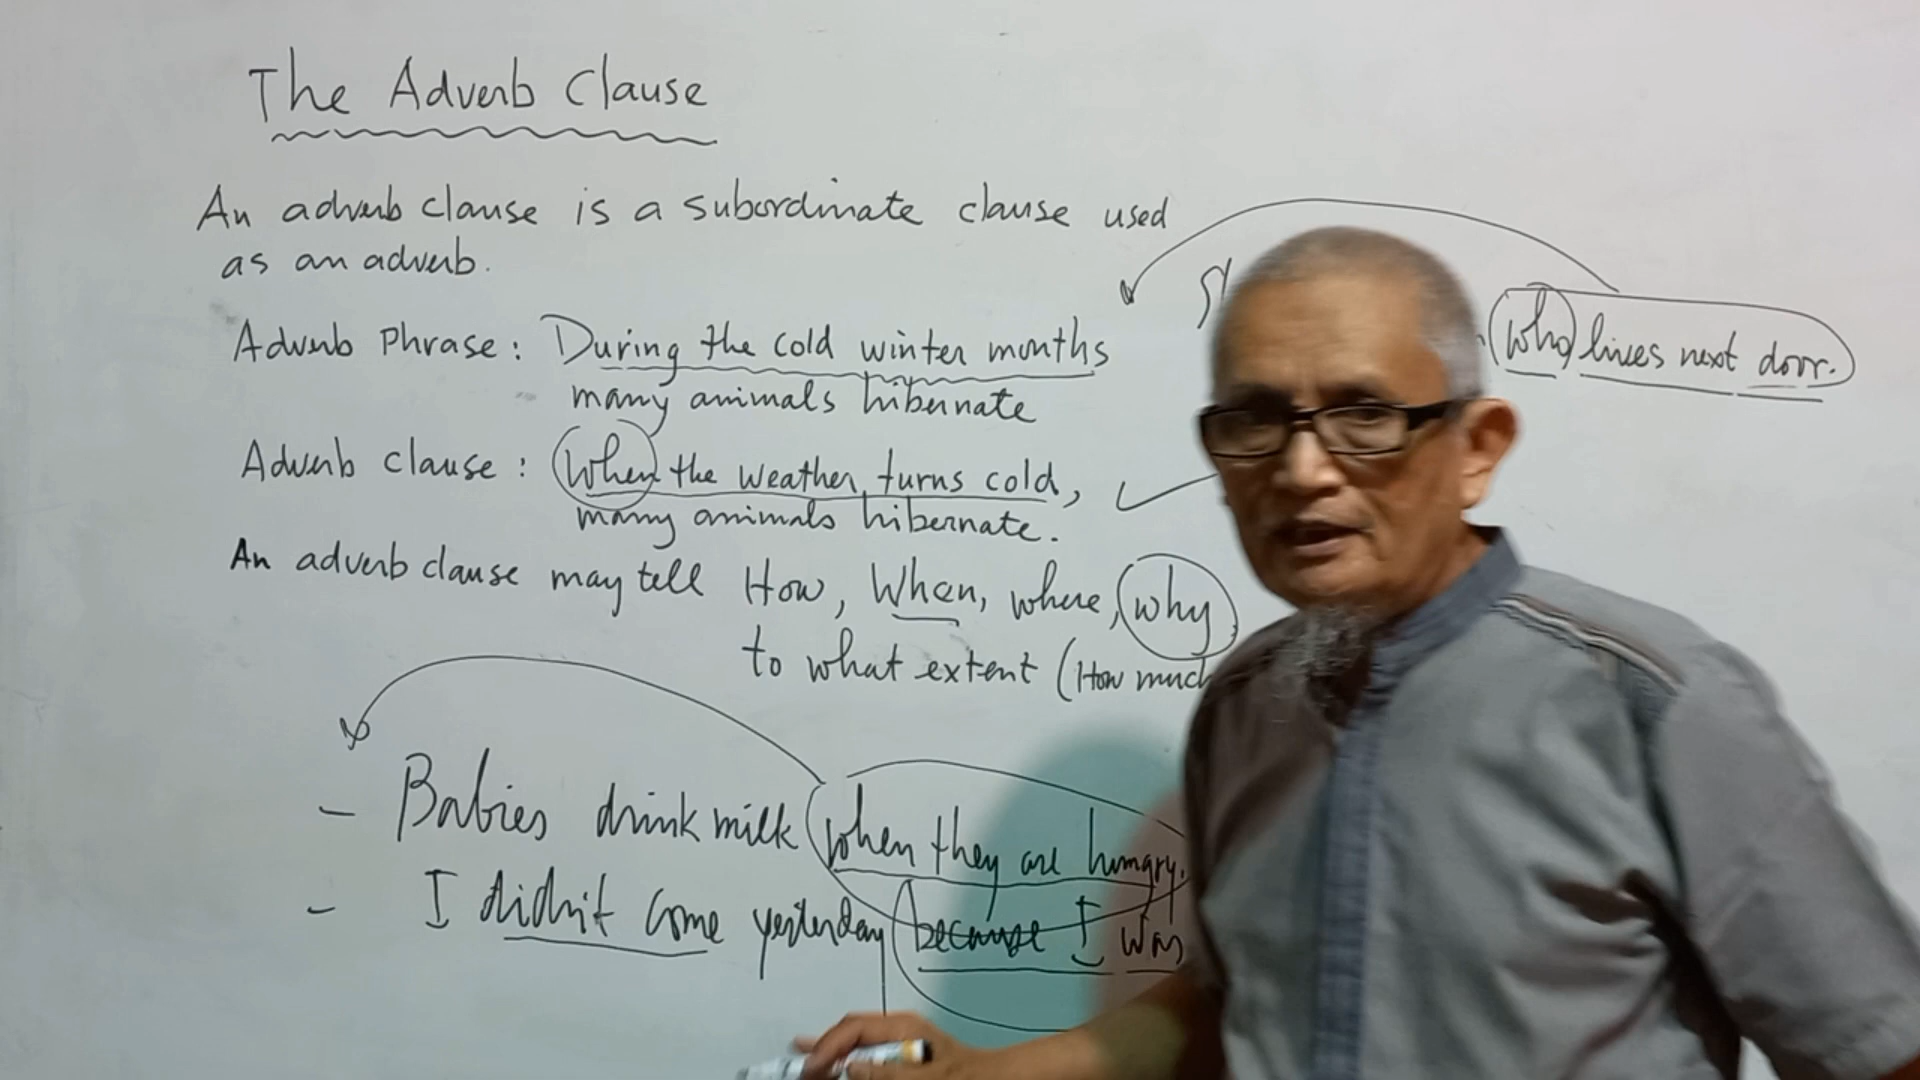 The Adverb Clause
An adverb clause is a subordinate clause used
as an adverb.
who lives next door.
Adverb Phrase: During the cold winter months
many animals hibernate
Adverb clause: When the weather turns cold,
many animals hibernate.
An adverb clause may tell How, When, where, why
to what extent (How much
- Babies drink milk when they are hungry.
- I didn't come yesterday because I was